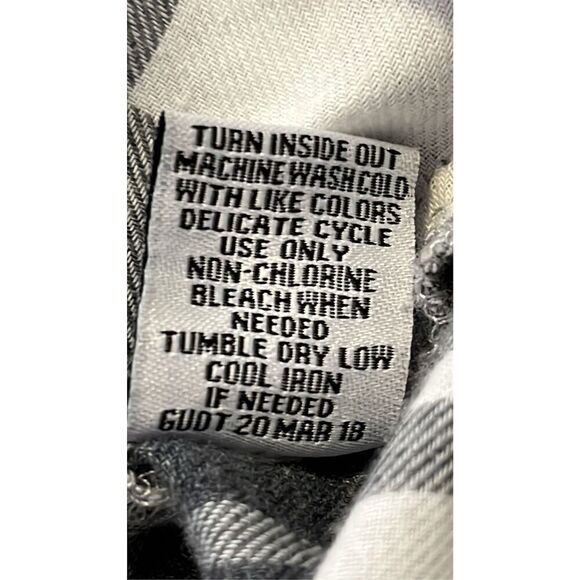 TURN INSIDE OUT
MACHINE WASH COLD
WITH LIKE COLORS
DELICATE CYCLE
USE ONLY
NON-CHLORINE
BLEACH WHEN
NEEDED
TUMBLE DRY LOW
COOL IRON
IF NEEDED
GUDT 20 MAR 18